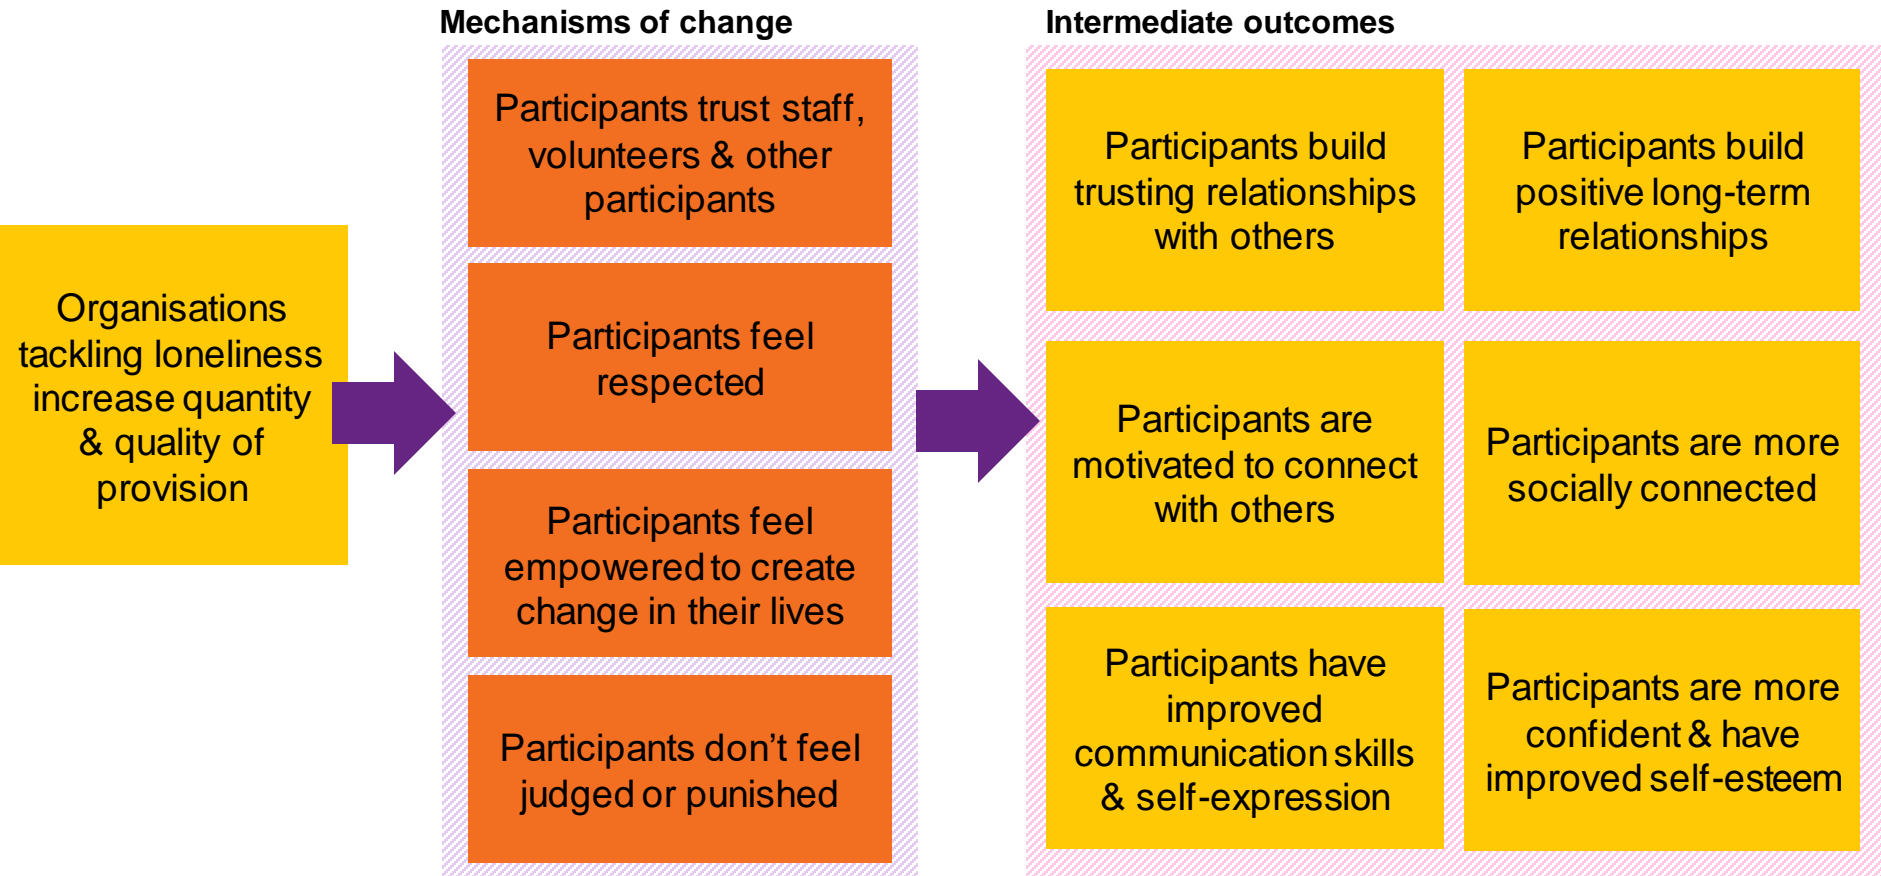 Mechanisms of change
Intermediate outcomes
Organisations
tackling loneliness
increase quantity
& quality of
provision
Participants trust staff,
volunteers & other
participants
Participants feel
respected
Participants feel
empowered to create
change in their lives
Participants don’t feel
judged or punished
Participants build
trusting relationships
with others
Participants build
positive long-term
relationships
Participants are
motivated to connect
with others
Participants are more
socially connected
Participants have
improved
communication skills
& self-expression
Participants are more
confident & have
improved self-esteem